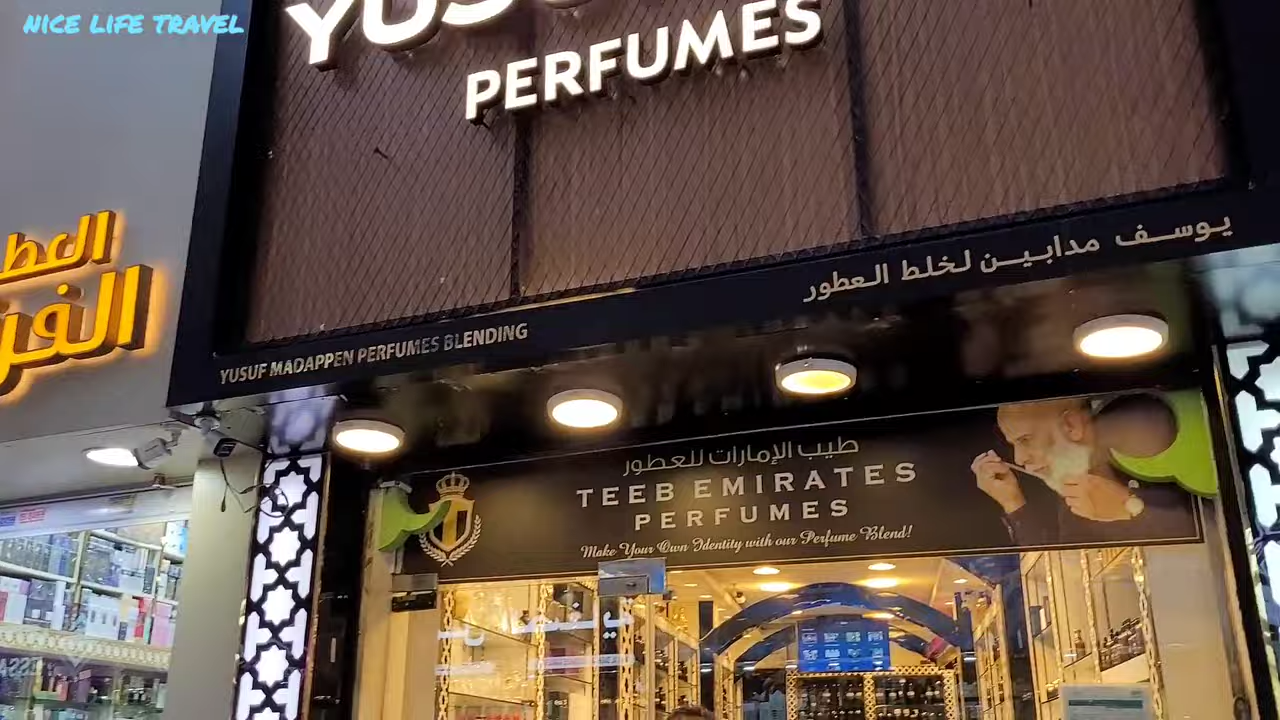 NICE LIFE TRAVEL
PERFUMES
يوسف مدابين لخلط العطور
YUSUF MADAPPEN PERFUMES BLENDING
طيب الإمارات للعطور
TEEB EMIRATES
PERFUMES
Make Your Own Identity with our Perfume Blend!